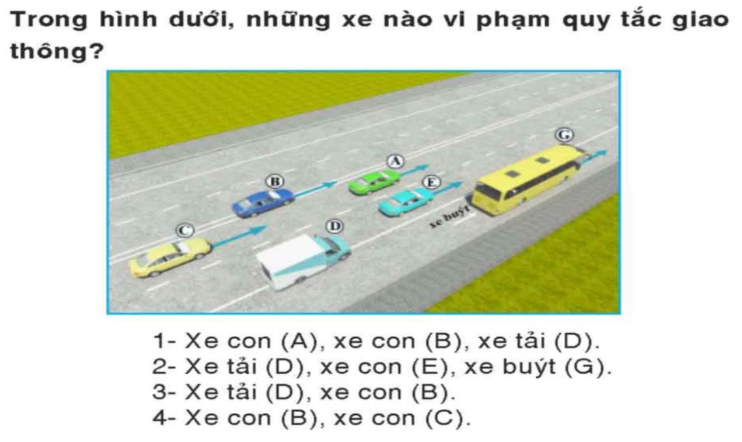 Trong hình dưới, những xe nào vi phạm quy tắc giao
thông?
G
A
B
E
C
D
xe buýt
1- Xe con (A), xe con (B), xe tải (D).
2- Xe tải (D), xe con (E), xe buýt (G).
3- Xe tải (D), xe con (B).
4- Xe con (B), xe con (C).